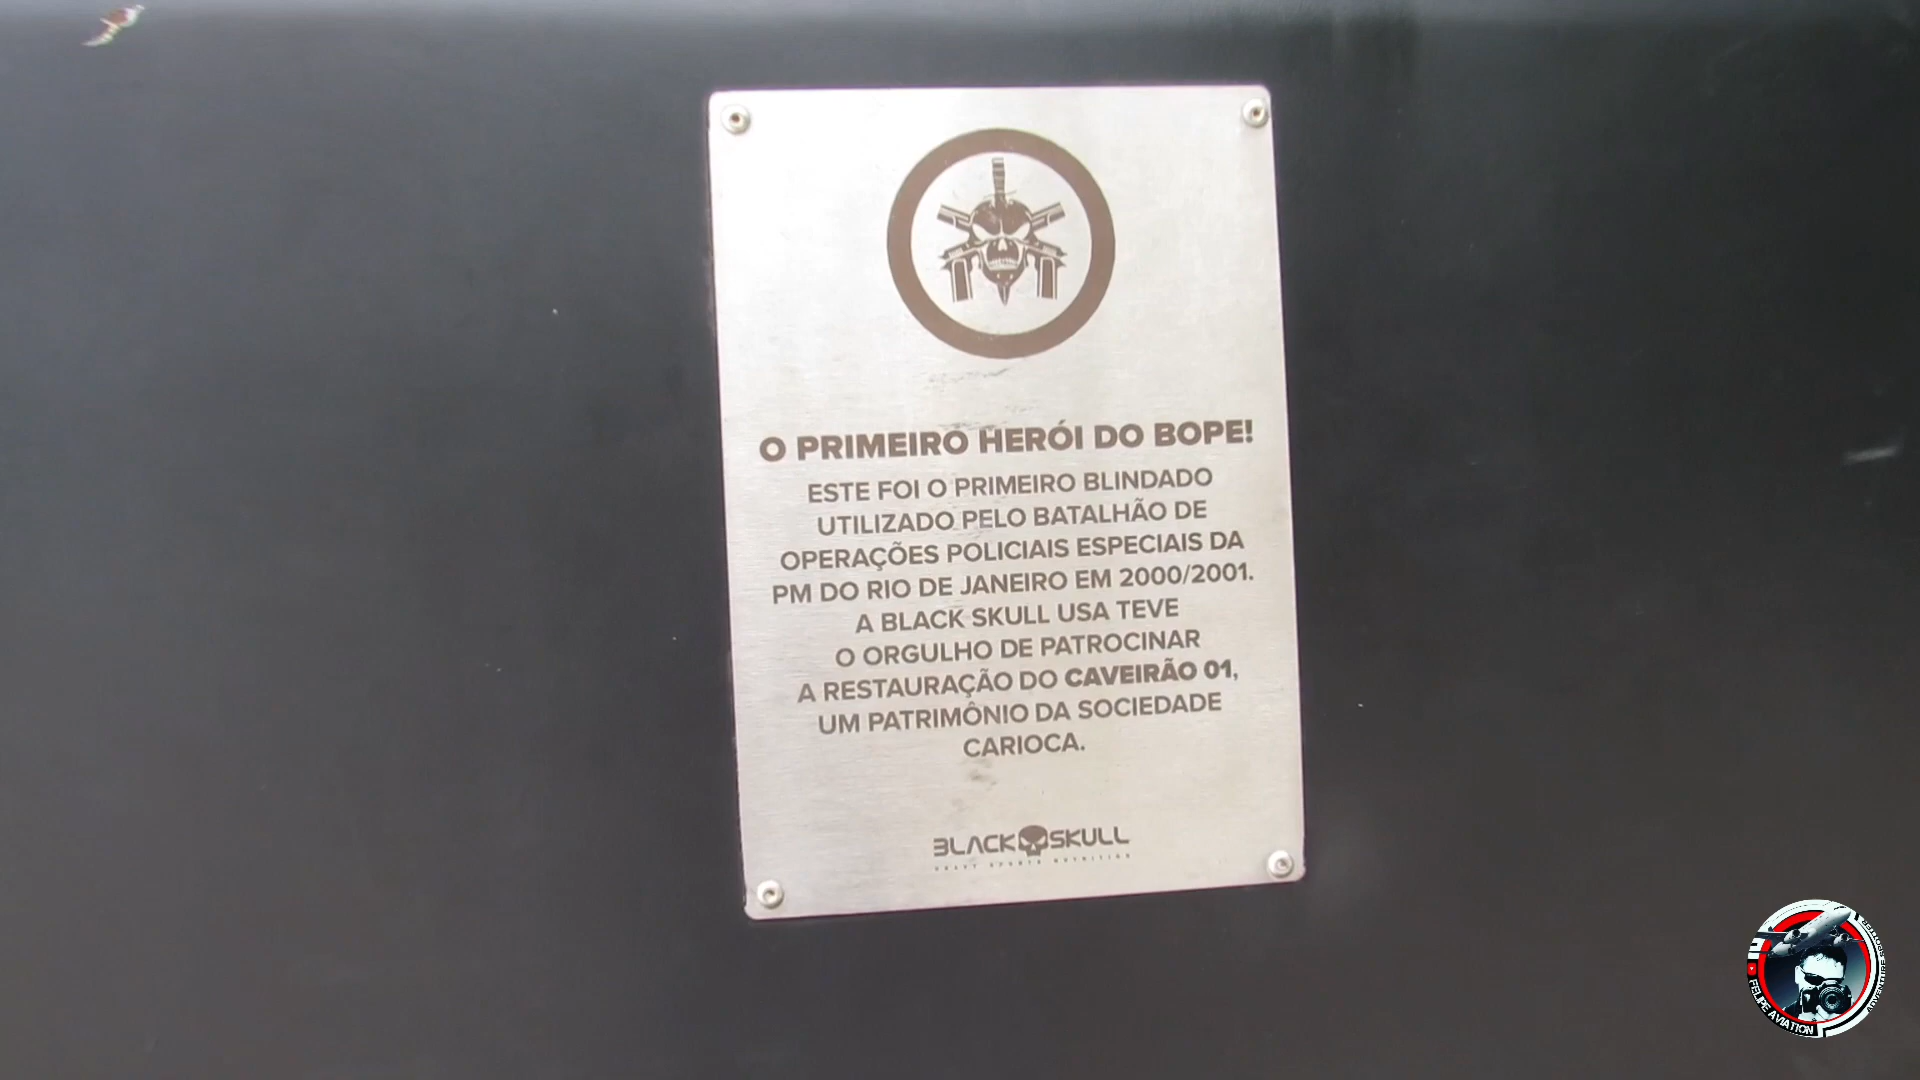 O PRIMEIRO HERÓI DO BOPE!
ESTE FOI O PRIMEIRO BLINDADO
UTILIZADO PELO BATALHÃO DE
OPERAÇÕES POLICIAIS ESPECIAIS DA
PM DO RIO DE JANEIRO EM 2000/2001.
A BLACK SKULL USA TEVE
O ORGULHO DE PATROCINAR
A RESTAURAÇÃO DO CAVEIRÃO 01,
UM PATRIMÔNIO DA SOCIEDADE
CARIOCA.
BLACK SKULL
FELIPE AVIATION